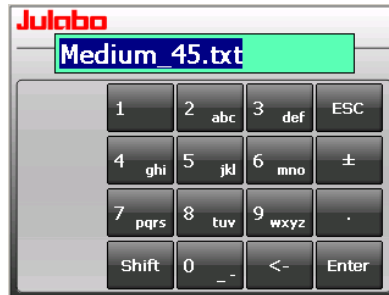 Julabo
Medium_45.txt
1 2 abc 3 def ESC
4 ghi 5 jkl 6 mno ±
7 pqrs 8 tuv 9 wxyz .
Shift 0 _ - <- Enter